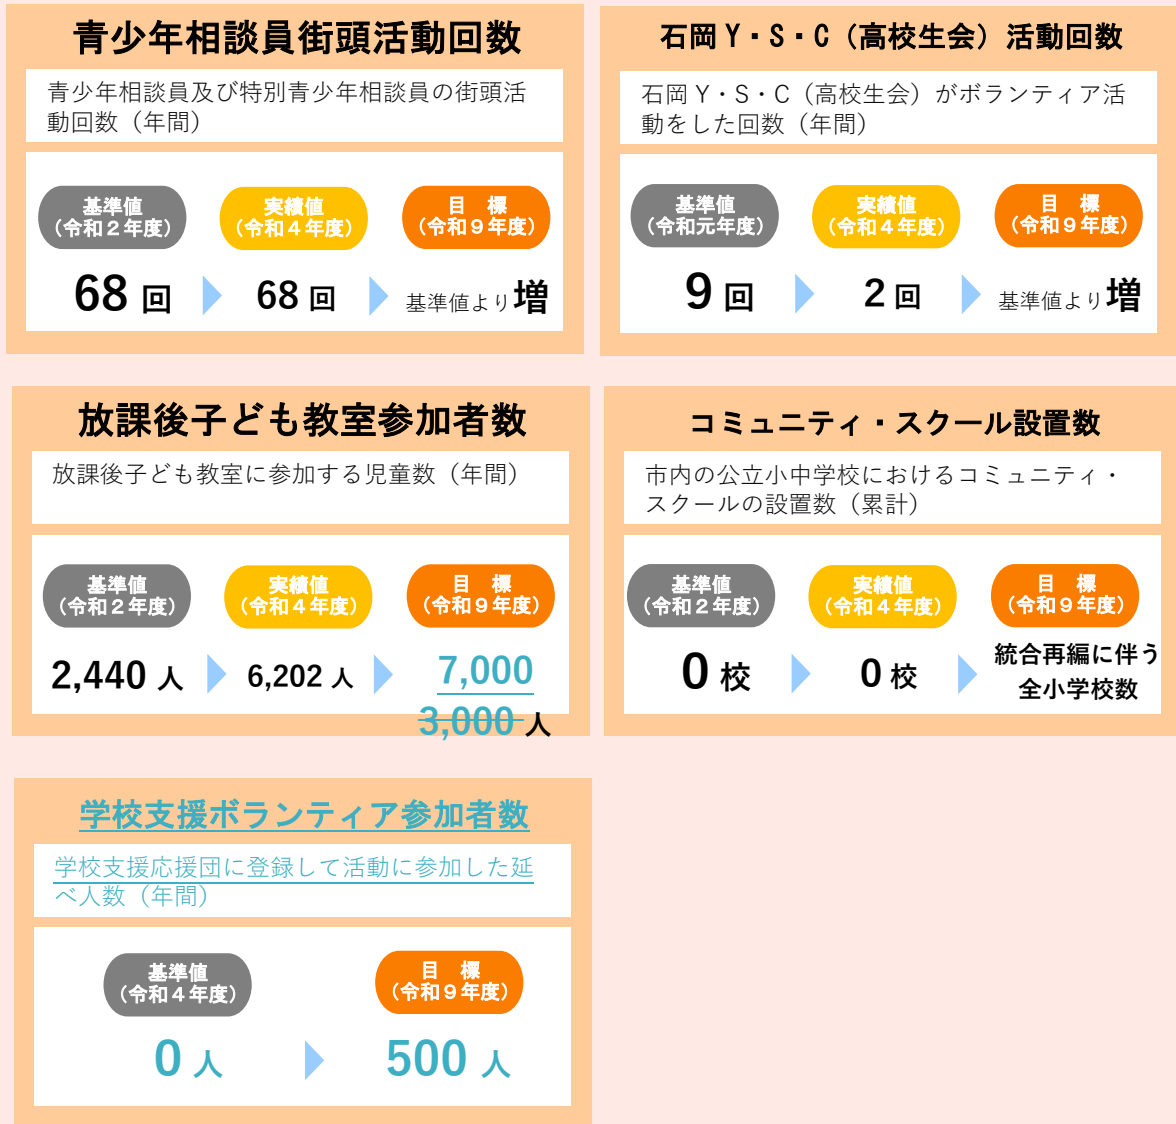 青少年相談員街頭活動回数
青少年相談員及び特別青少年相談員の街頭活
動回数（年間）
基準値
（令和２年度）
実績値
（令和４年度）
目　標
（令和９年度）
68 回
68 回
基準値より増
石岡Ｙ・Ｓ・Ｃ（高校生会）活動回数
石岡Ｙ・Ｓ・Ｃ（高校生会）がボランティア活
動をした回数（年間）
基準値
（令和元年度）
実績値
（令和４年度）
目　標
（令和９年度）
9 回
2 回
基準値より増
放課後子ども教室参加者数
放課後子ども教室に参加する児童数（年間）
基準値
（令和２年度）
実績値
（令和４年度）
目　標
（令和９年度）
2,440 人
6,202 人
7,000
3,000 人
コミュニティ・スクール設置数
市内の公立小中学校におけるコミュニティ・
スクールの設置数（累計）
基準値
（令和２年度）
実績値
（令和４年度）
目　標
（令和９年度）
0 校
0 校
統合再編に伴う
全小学校数
学校支援ボランティア参加者数
学校支援応援団に登録して活動に参加した延
べ人数（年間）
基準値
（令和４年度）
目　標
（令和９年度）
0 人
500 人